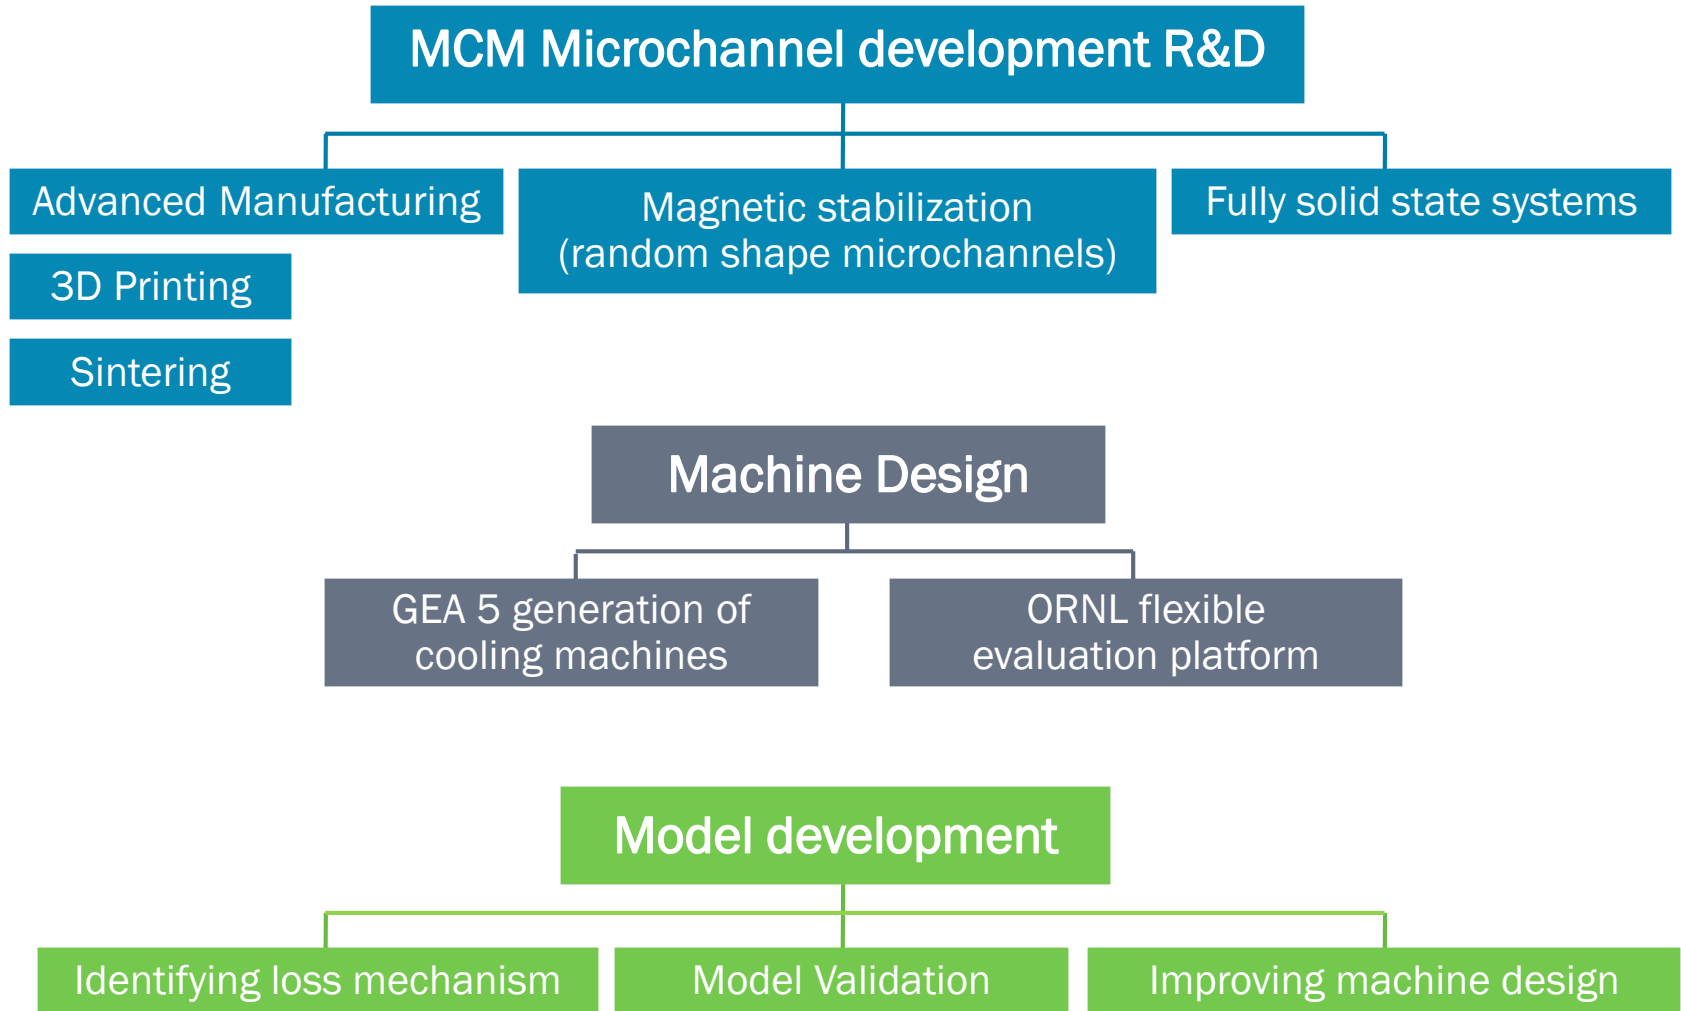 MCM Microchannel development R&D
Advanced Manufacturing
Magnetic stabilization
(random shape microchannels)
Fully solid state systems
3D Printing
Sintering
Machine Design
GEA 5 generation of
cooling machines
ORNL flexible
evaluation platform
Model development
Identifying loss mechanism
Model Validation
Improving machine design